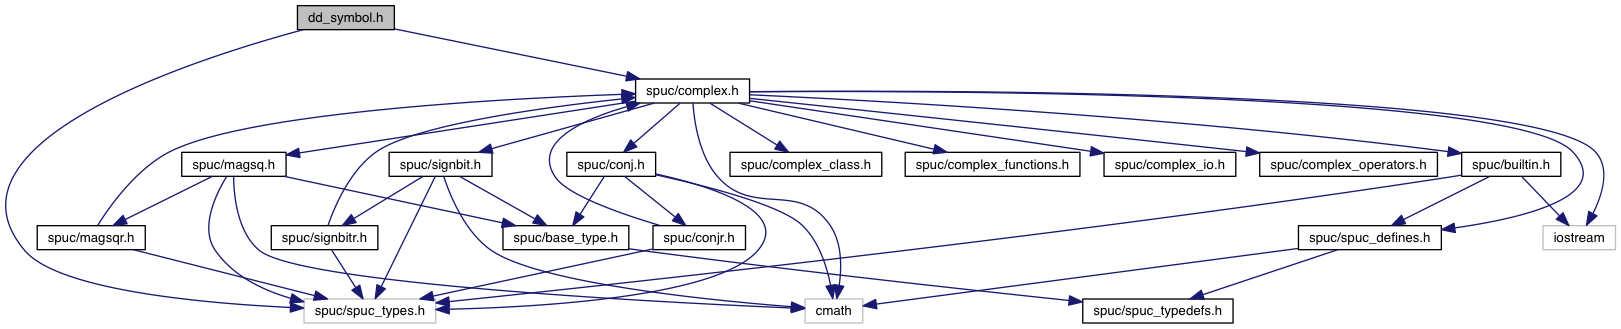 dd_symbol.h
spuc/complex.h
spuc/magsq.h
spuc/signbit.h
spuc/conj.h
spuc/complex_class.h
spuc/complex_functions.h
spuc/complex_io.h
spuc/complex_operators.h
spuc/builtin.h
spuc/magsqr.h
spuc/signbitr.h
spuc/base_type.h
spuc/conjr.h
spuc/spuc_defines.h
iostream
spuc/spuc_types.h
cmath
spuc/spuc_typedefs.h